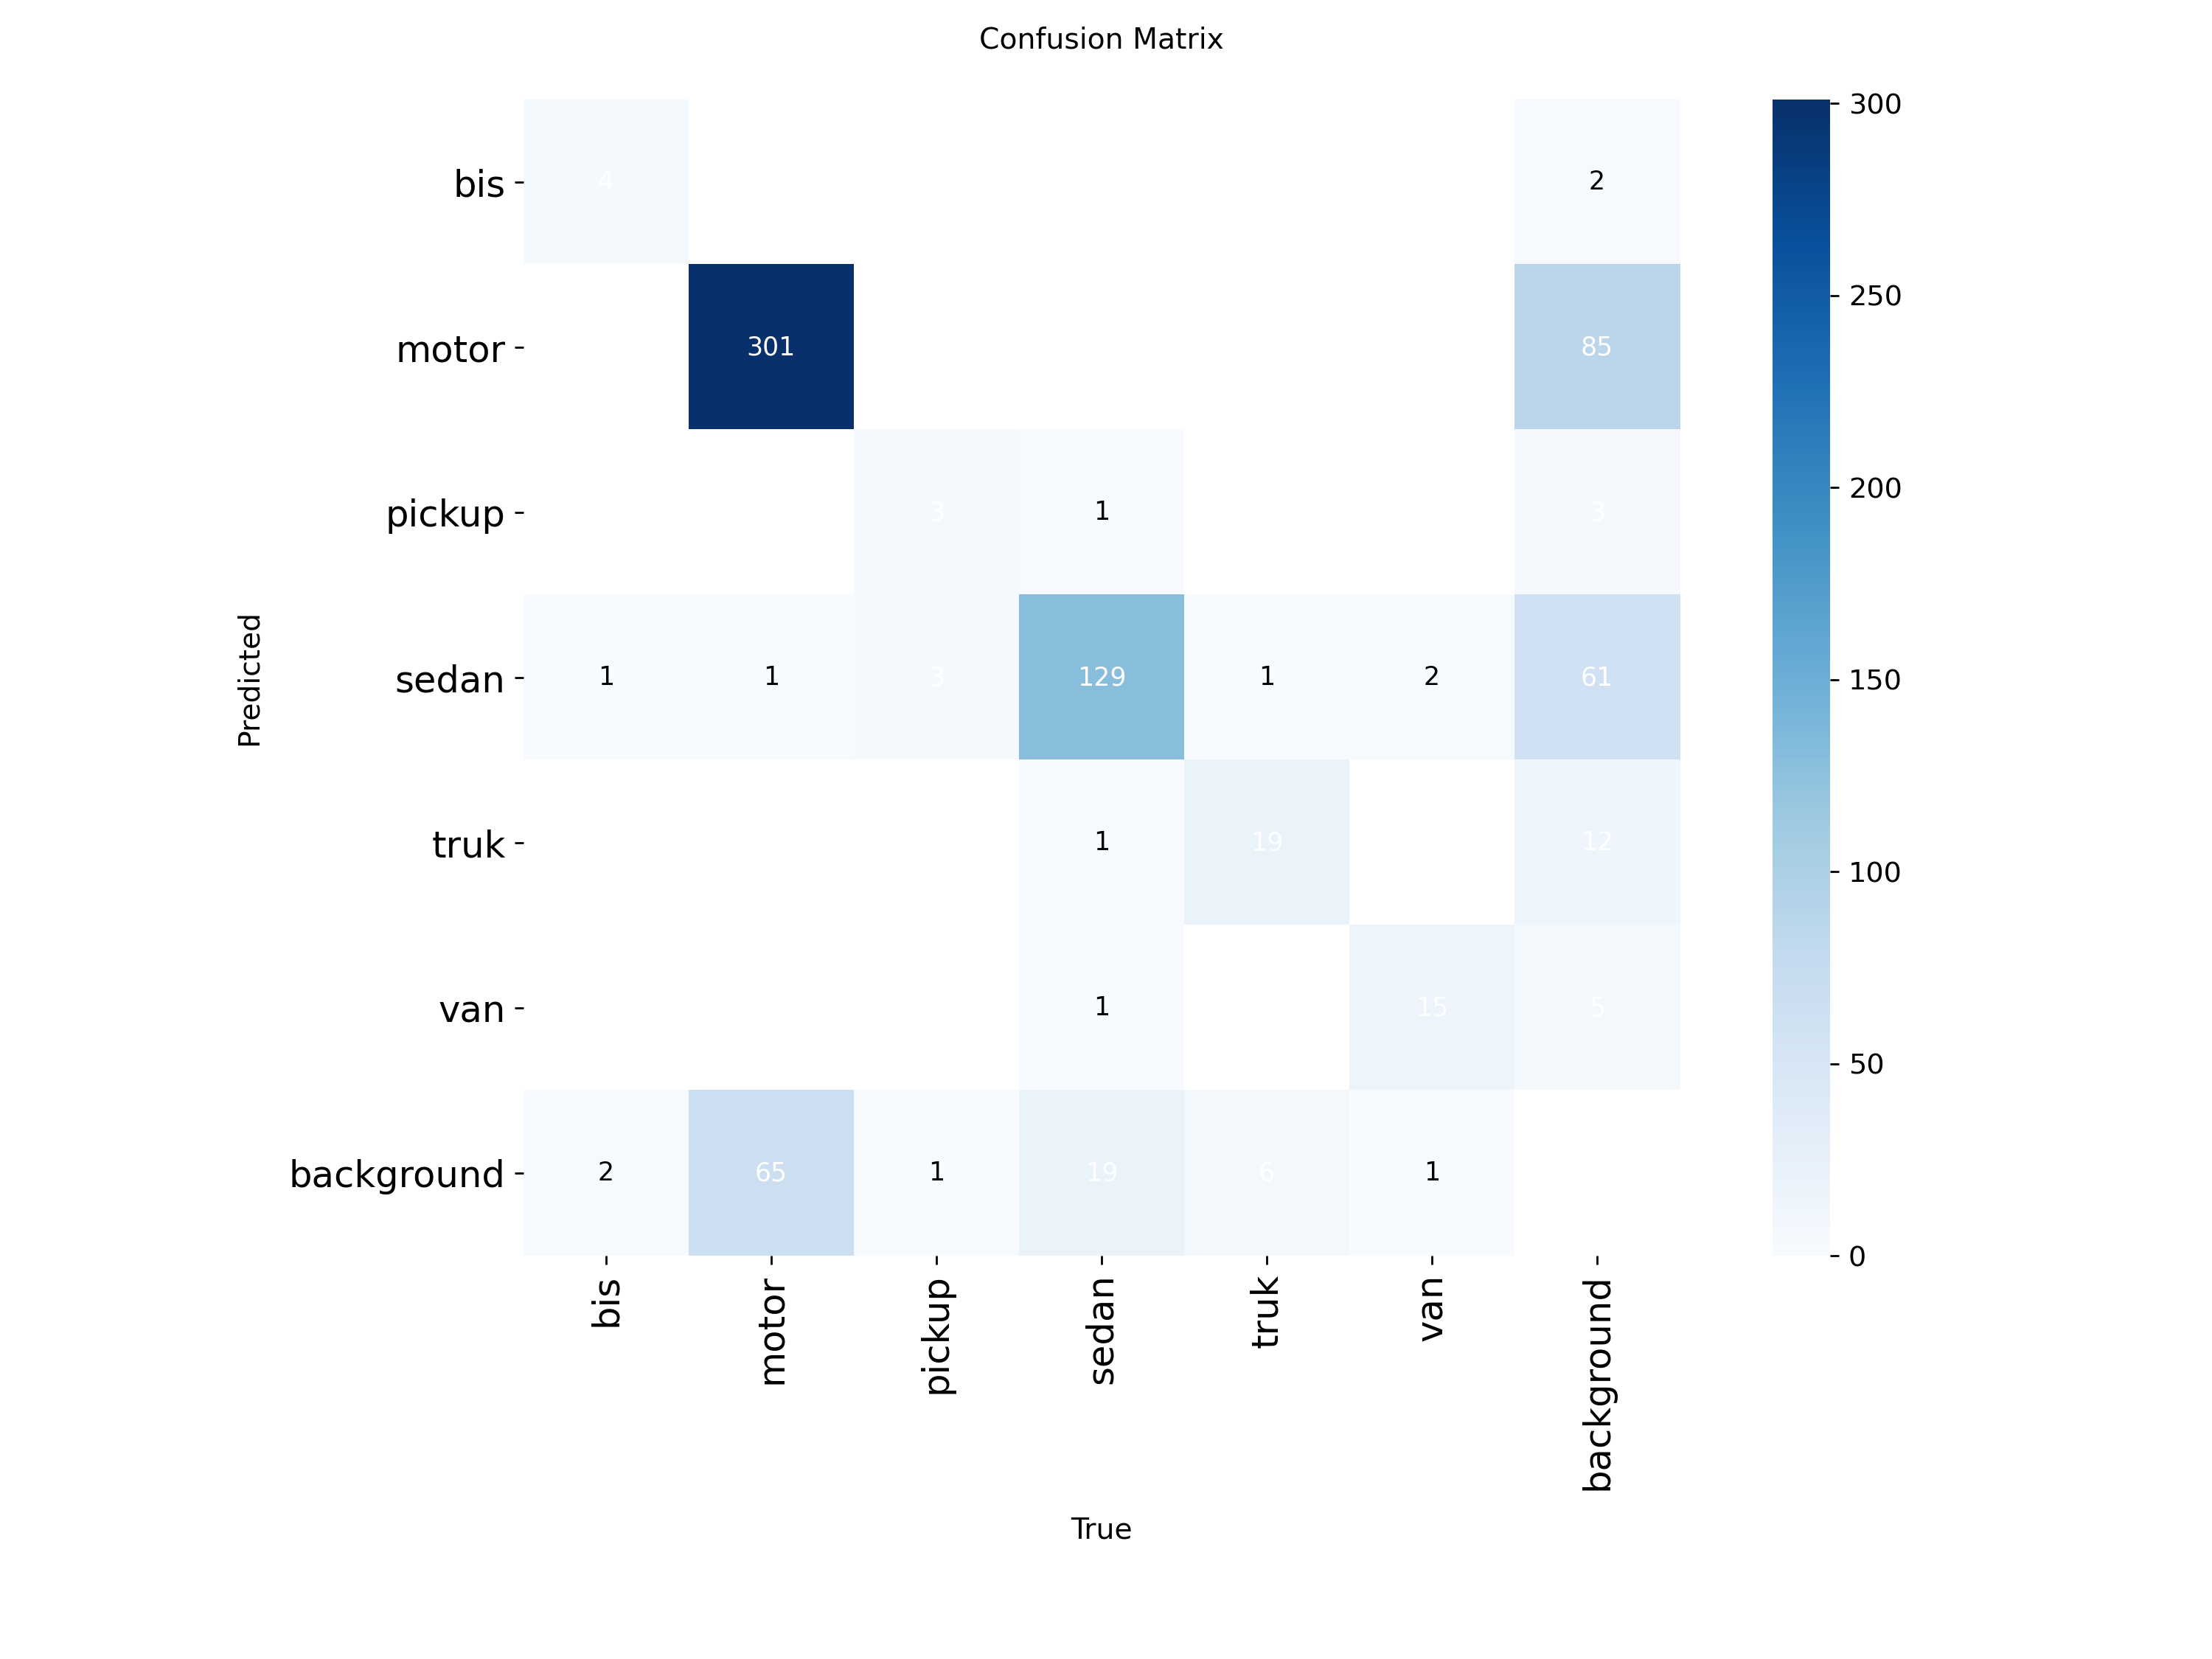 Confusion Matrix
bis 4 2
motor 301 85
pickup 3 1 3
sedan 1 1 3 129 1 2 61
truk 1 19 12
van 1 15 5
background 2 65 1 19 6 1
bis motor pickup sedan truk van background
Predicted
True
300
250
200
150
100
50
0